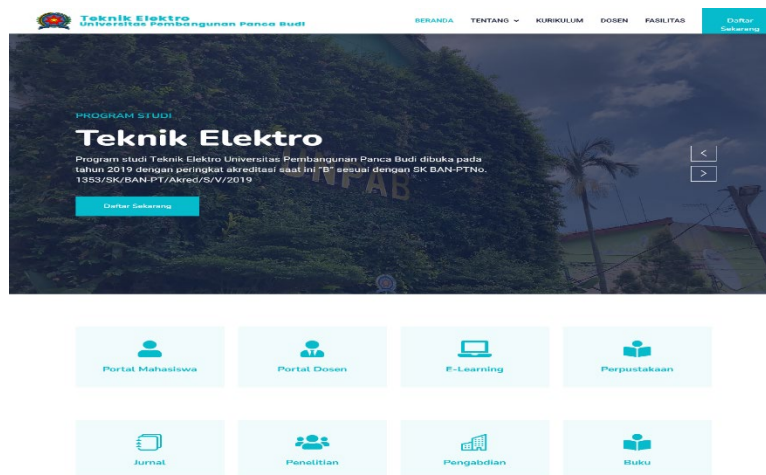 Teknik Elektro
Universitas Pembangunan Panca Budi
BERANDA TENTANG KURIKULUM DOSEN FASILITAS
Daftar
Sekarang
PROGRAM STUDI
Teknik Elektro
Program studi Teknik Elektro Universitas Pembangunan Panca Budi dibuka pada
tahun 2019 dengan peringkat akreditasi saat ini "B" sesuai dengan SK BAN-PTNo.
1353/SK/BAN-PT/Akred/S/V/2019
UNPAB
<
>
Daftar Sekarang
Portal Mahasiswa Portal Dosen E-Learning Perpustakaan
Jurnal Penelitian Pengabdian Buku